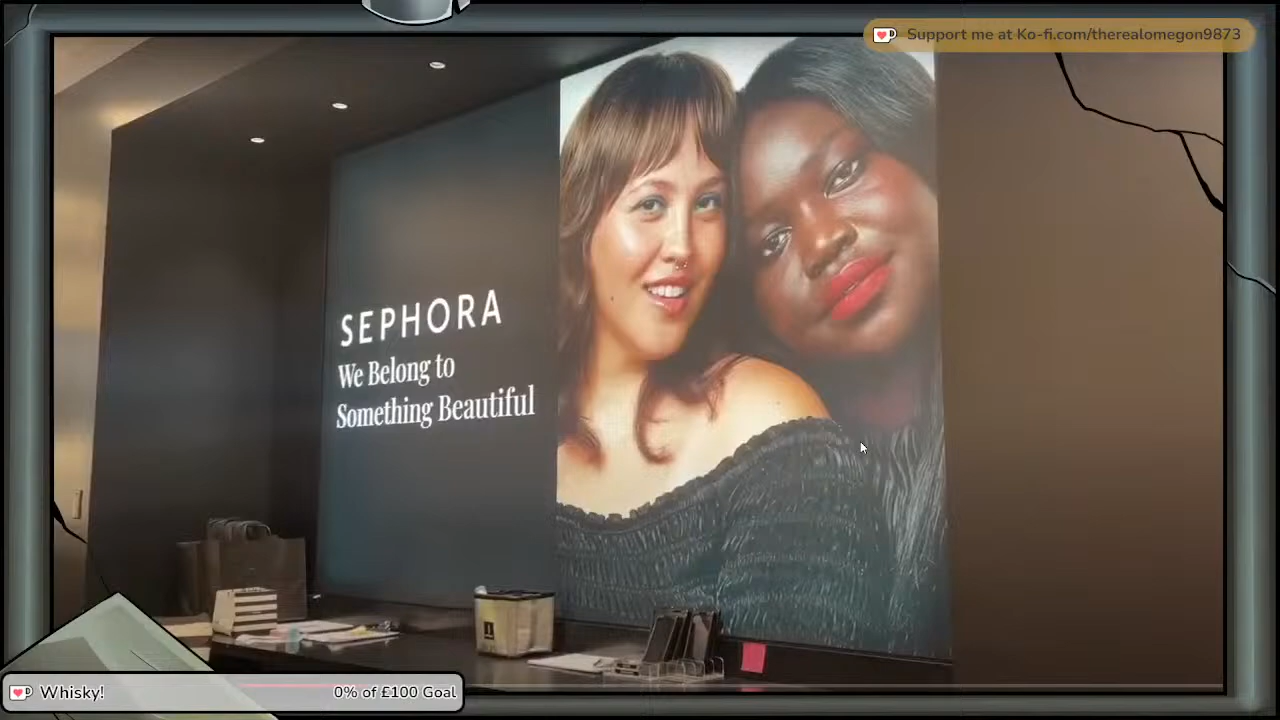 Support me at Ko-fi.com/therealomegon9873
SEPHORA
We Belong to
Something Beautiful
Whisky!
0% of £100 Goal